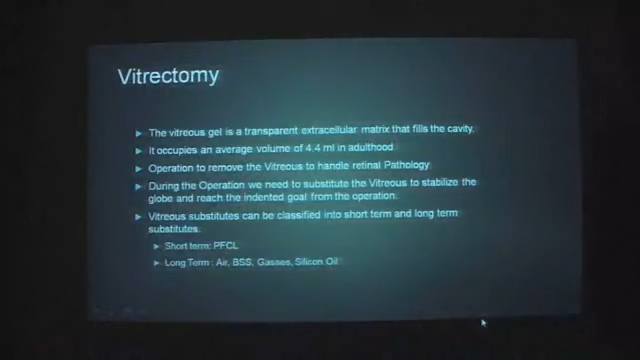 Vitrectomy
The vitreous gel is a transparent extracellular matrix that fills the cavity.
It occupies an average volume of 4.4 ml in adulthood
Operation to remove the Vitreous to handle retinal Pathology.
During the Operation we need to substitute the Vitreous to stabilize the
globe and reach the indented goal from the operation.
Vitreous substitutes can be classified into short term and long term
substitutes.
Short term: PFCL
Long Term : Air, BSS, Gasses, Silicon Oil